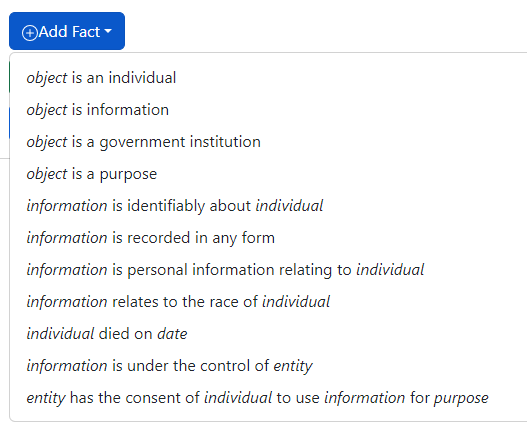 Add Fact
object is an individual
object is information
object is a government institution
object is a purpose
information is identifiably about individual
information is recorded in any form
information is personal information relating to individual
information relates to the race of individual
individual died on date
information is under the control of entity
entity has the consent of individual to use information for purpose